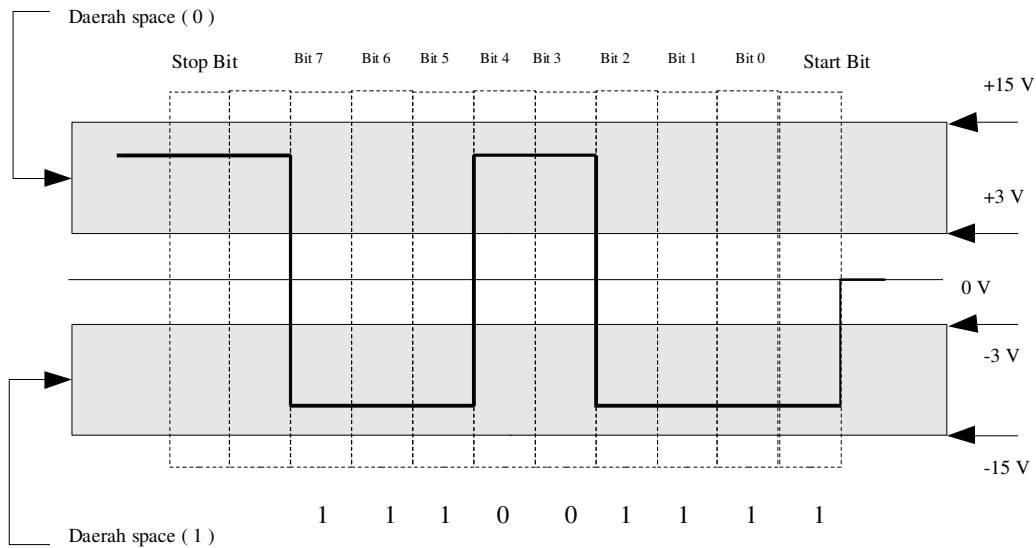 Daerah space ( 0 )
Stop Bit Bit 7 Bit 6 Bit 5 Bit 4 Bit 3 Bit 2 Bit 1 Bit 0 Start Bit
+15 V
+3 V
0 V
-3 V
-15 V
1 1 1 0 0 1 1 1 1
Daerah space ( 1 )